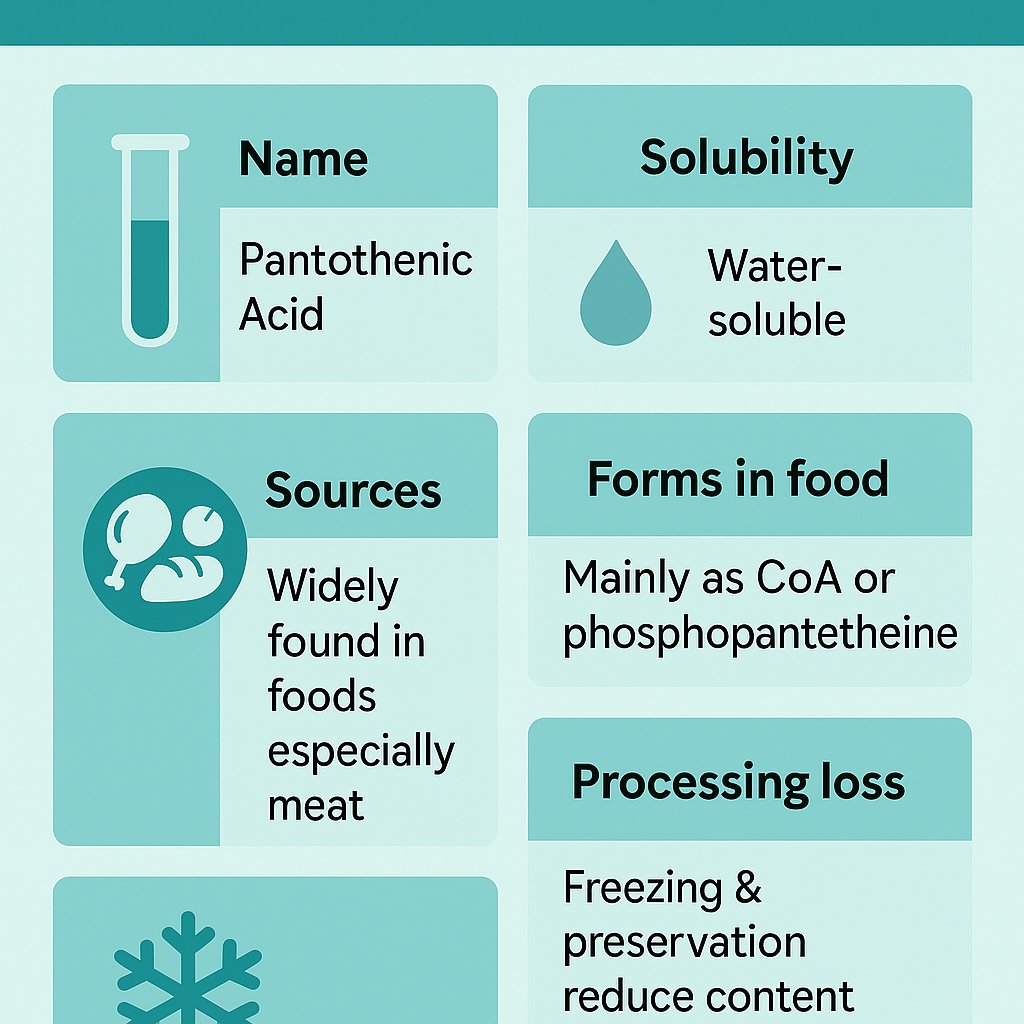 Name
Pantothenic
Acid
Solubility
Water-
soluble
Sources
Widely
found in
foods
especially
meat
Forms in food
Mainly as CoA or
phosphopantetheine
Processing loss
Freezing &
preservation
reduce content